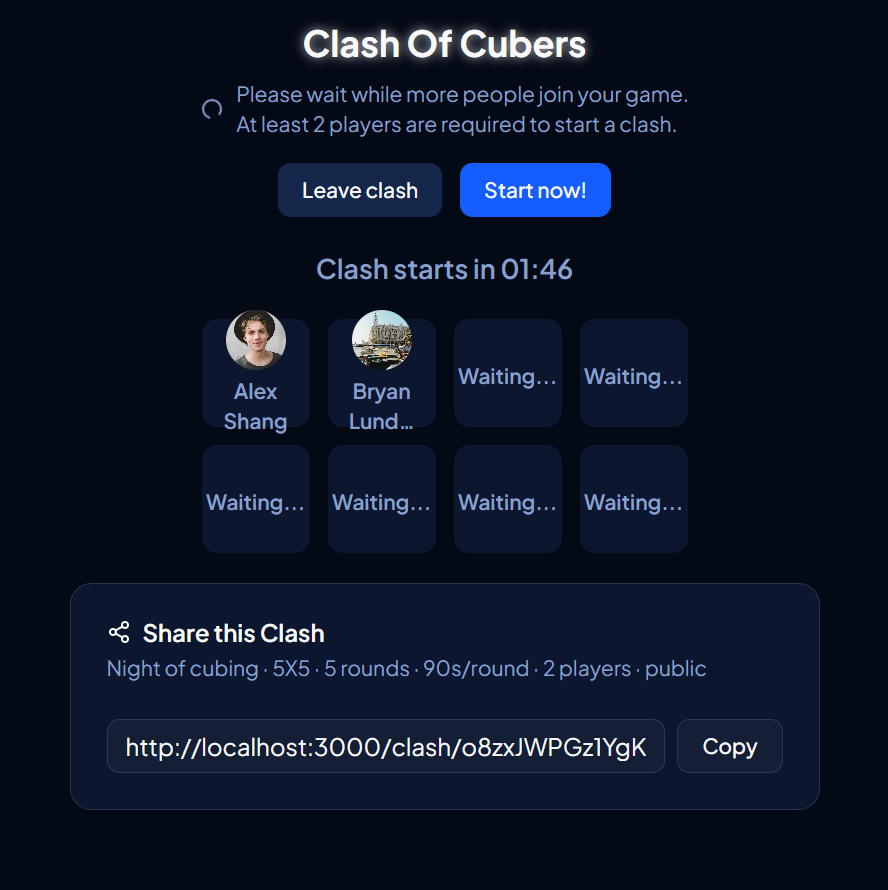 Clash Of Cubers
Please wait while more people join your game.
At least 2 players are required to start a clash.
Leave clash
Start now!
Clash starts in 01:46
Alex
Shang
Bryan
Lund...
Waiting...
Waiting...
Waiting...
Waiting...
Waiting...
Waiting...
Share this Clash
Night of cubing · 5X5 · 5 rounds · 90s/round · 2 players · public
http://localhost:3000/clash/o8zxJWPGz1YgK
Copy